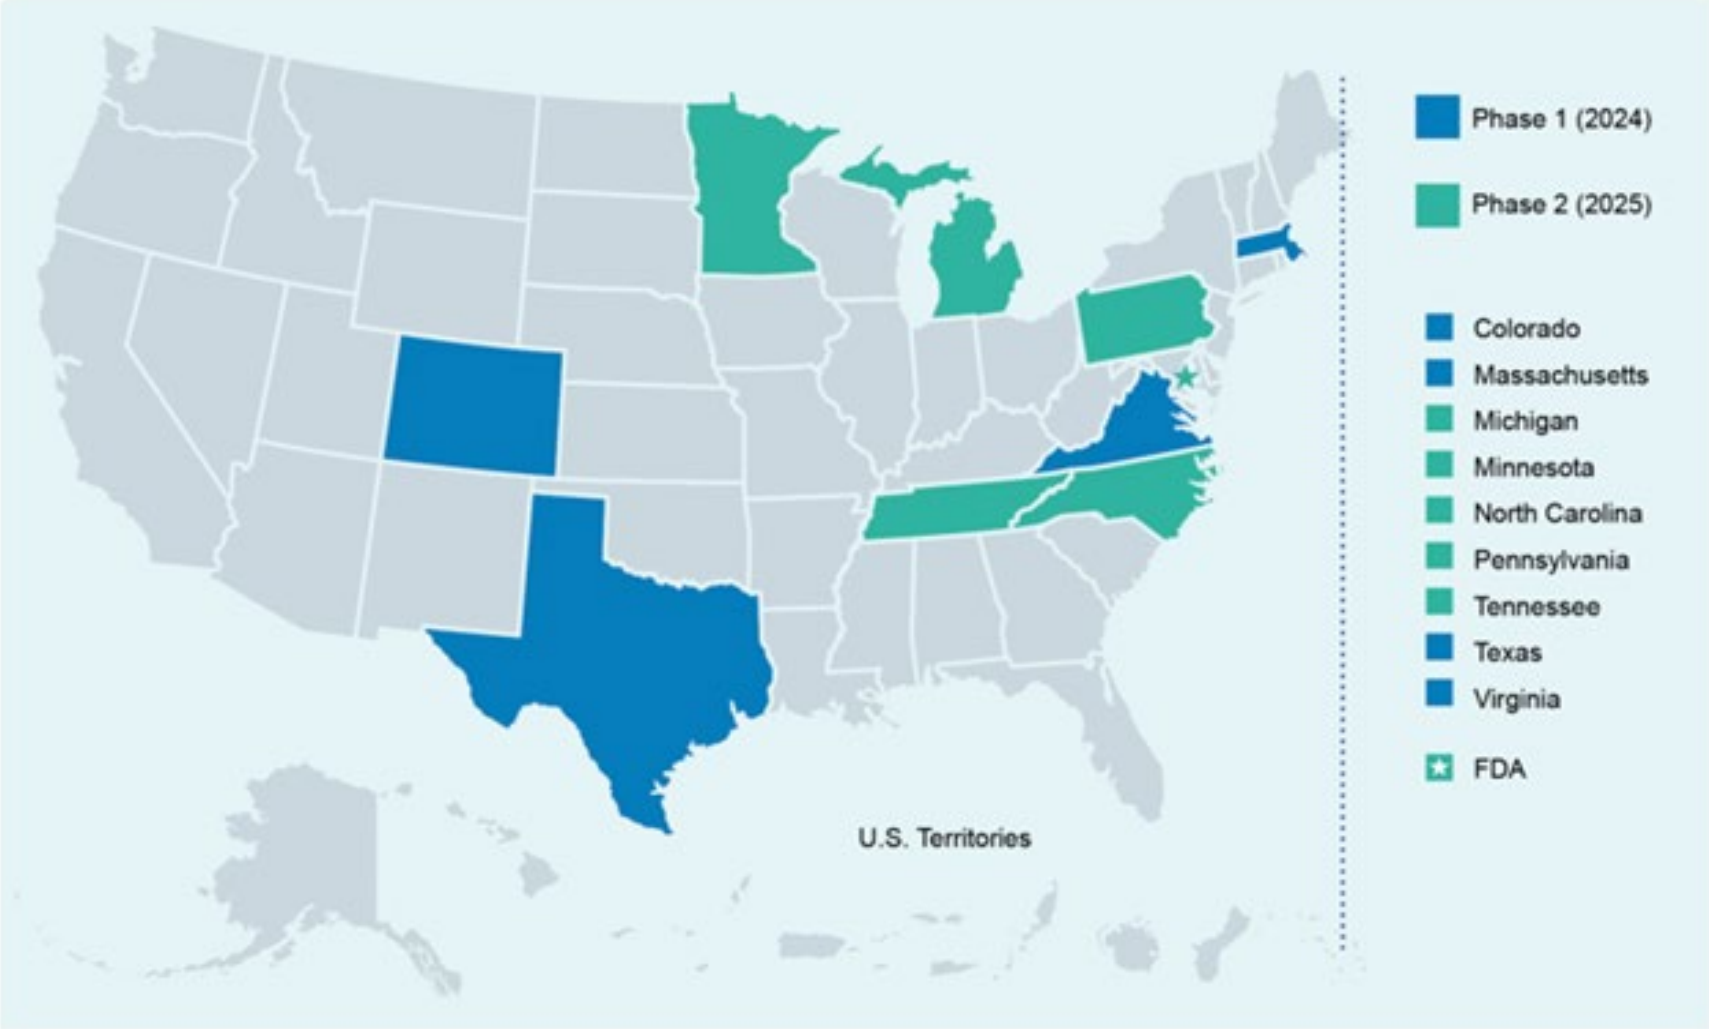 Phase 1 (2024)
Phase 2 (2025)
Colorado
Massachusetts
Michigan
Minnesota
North Carolina
Pennsylvania
Tennessee
Texas
Virginia
FDA
U.S. Territories